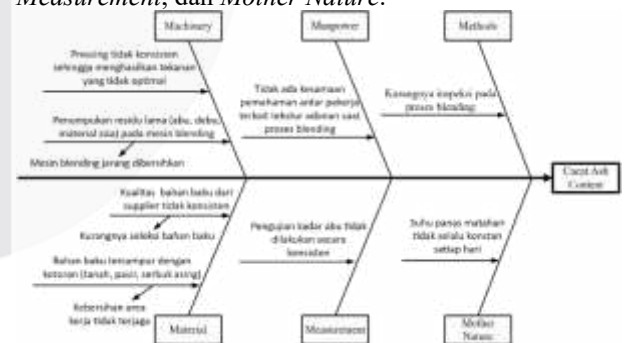 Measurement, dan Mother Nature.
Machinery
Manpower
Methods
Pressing tidak konsisten
sehingga menghasilkan tekanan
yang tidak optimal
Penumpukan residu lama (abu, debu,
material sisa) pada mesin blending
Mesin blending jarang dibersihkan
Tidak ada kesamaan
pemahaman antar pekerja
terkait tekstur adonan saat
proses blending
Kurangnya inspeksi pada
proses blending
Cacat Ash
Content
Kualitas bahan baku dari
supplier tidak konsisten
Kurangnya seleksi bahan baku
Bahan baku tercampur dengan
kotoran (tanah, pasir, serbuk asing)
Kebersihan area
kerja tidak terjaga
Pengujian kadar abu tidak
dilakukan secara
konsisten
Suhu panas matahari
tidak selalu konstan
setiap hari
Material
Measurement
Mother
Nature